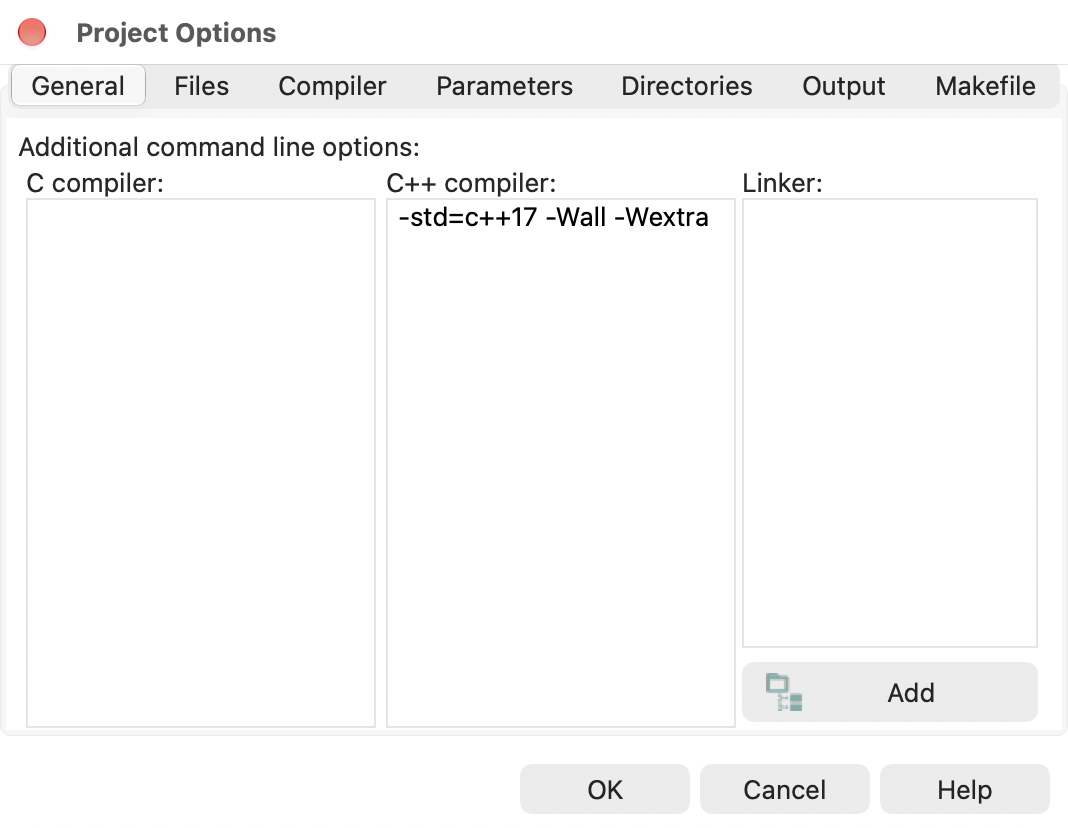 Project Options
General Files Compiler Parameters Directories Output Makefile
Additional command line options:
C compiler: C++ compiler: Linker:
-std=c++17 -Wall -Wextra
Add
OK Cancel Help